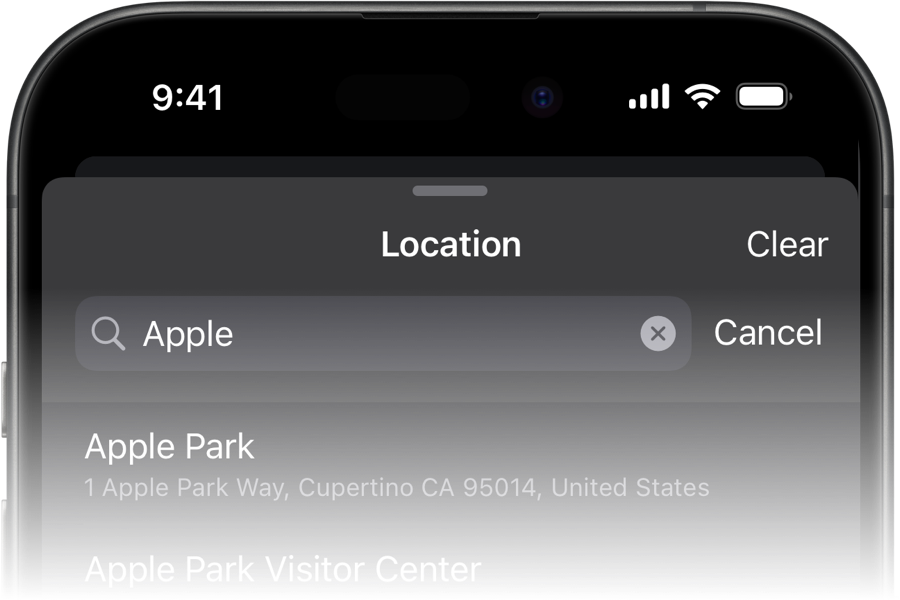 9:41
Location
Clear
Apple
Cancel
Apple Park
1 Apple Park Way, Cupertino CA 95014, United States
Apple Park Visitor Center